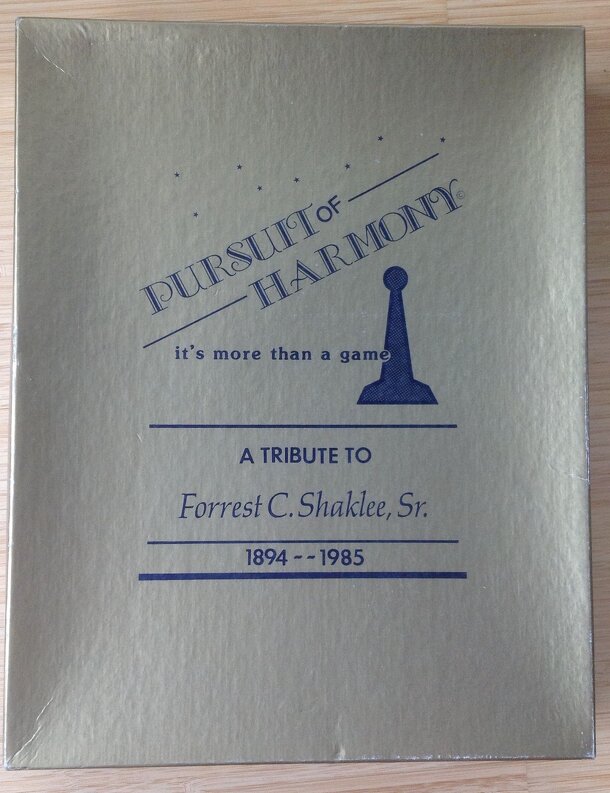 PURSUIT OF
HARMONY©
it's more than a game
A TRIBUTE TO
Forrest C. Shaklee, Sr.
1894 - - 1985